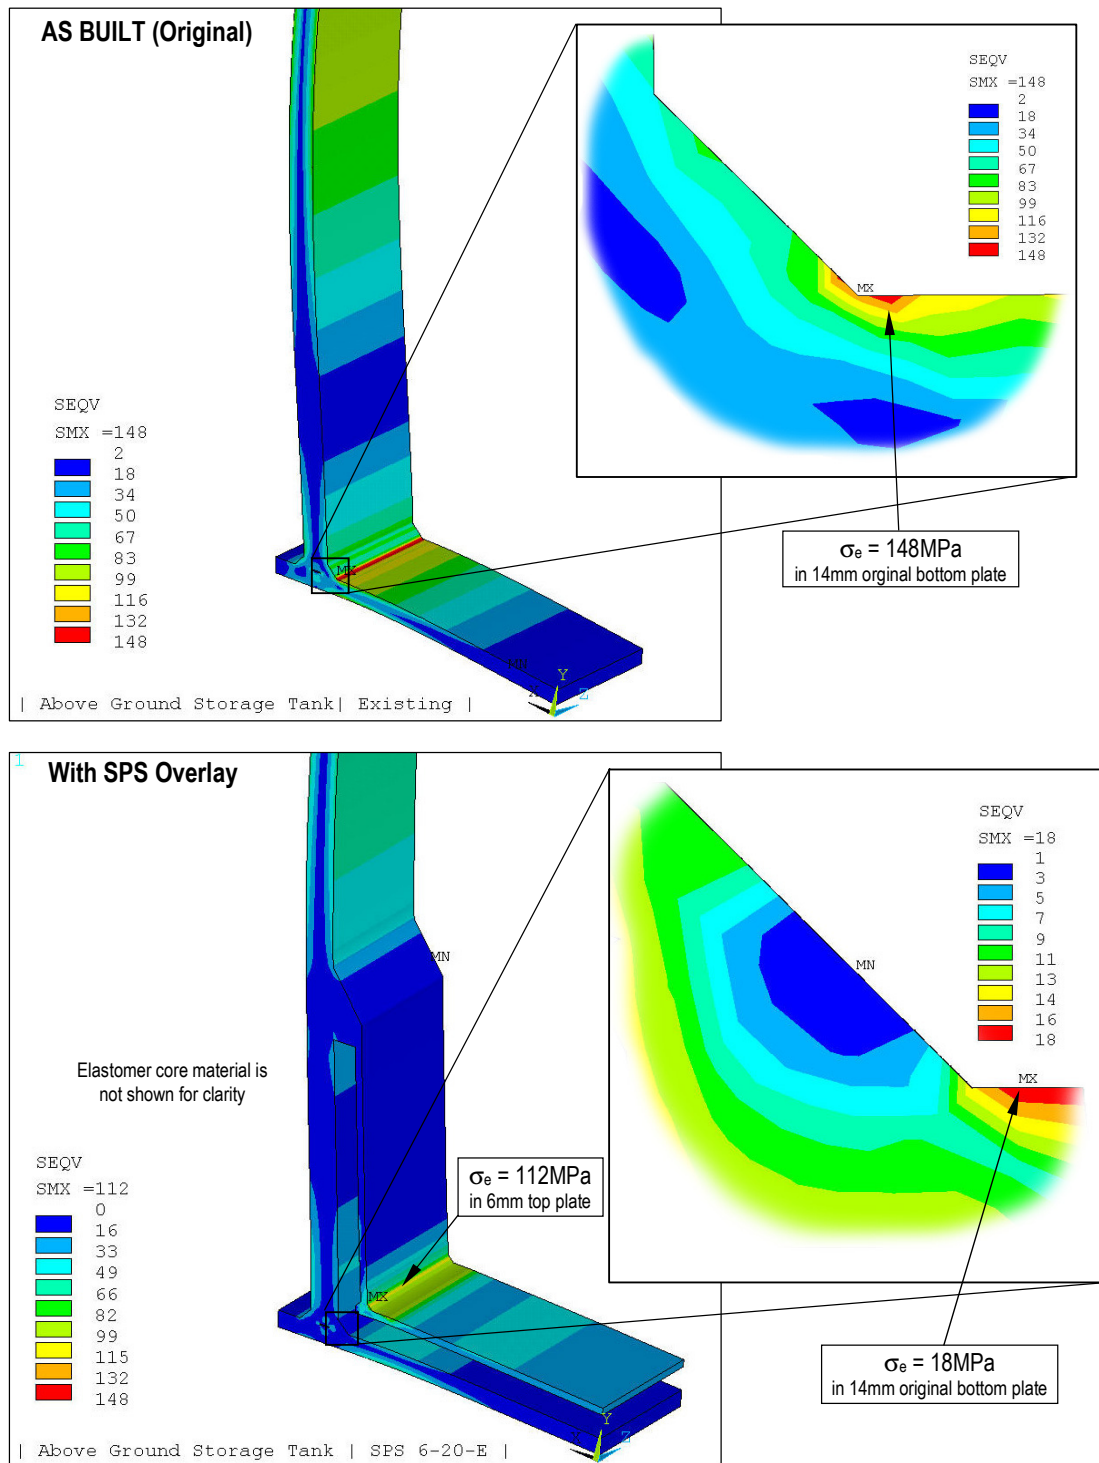 AS BUILT (Original)
SEQV
SMX =148
2
18
34
50
67
83
99
116
132
148
MX
SEQV
SMX =148
2
18
34
50
67
83
99
116
132
148
MX
σe = 148MPa
in 14mm orginal bottom plate
MN
Y
X
Z
| Above Ground Storage Tank| Existing |
1
With SPS Overlay
SEQV
SMX =18
1
3
5
7
9
11
13
14
16
18
MN
MN
Elastomer core material is
not shown for clarity
MX
SEQV
SMX =112
0
16
33
49
66
82
99
115
132
148
σe = 112MPa
in 6mm top plate
MX
σe = 18MPa
in 14mm original bottom plate
Y
X
Z
| Above Ground Storage Tank | SPS 6-20-E |